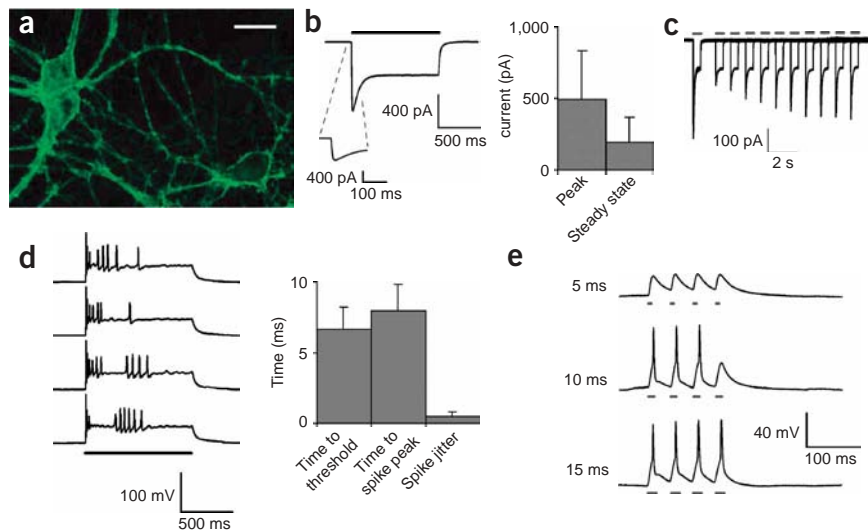 a
b
400 pA
500 ms
400 pA
100 ms
current (pA)
1,000
500
0
Peak
Steady state
c
100 pA
2 s
d
100 mV
500 ms
Time (ms)
10
5
0
Time to
threshold
Time to
spike peak
Spike jitter
e
5 ms
10 ms
15 ms
40 mV
100 ms